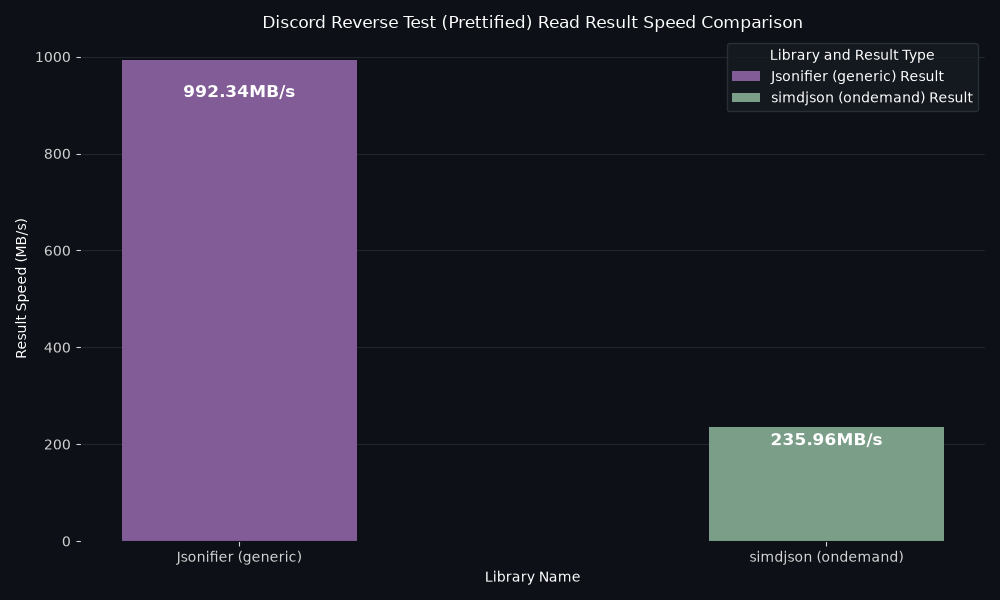 Discord Reverse Test (Prettified) Read Result Speed Comparison
Library and Result Type
Jsonifier (generic) Result
simdjson (ondemand) Result
992.34MB/s
235.96MB/s
Result Speed (MB/s)
1000
800
600
400
200
0
Jsonifier (generic)
simdjson (ondemand)
Library Name